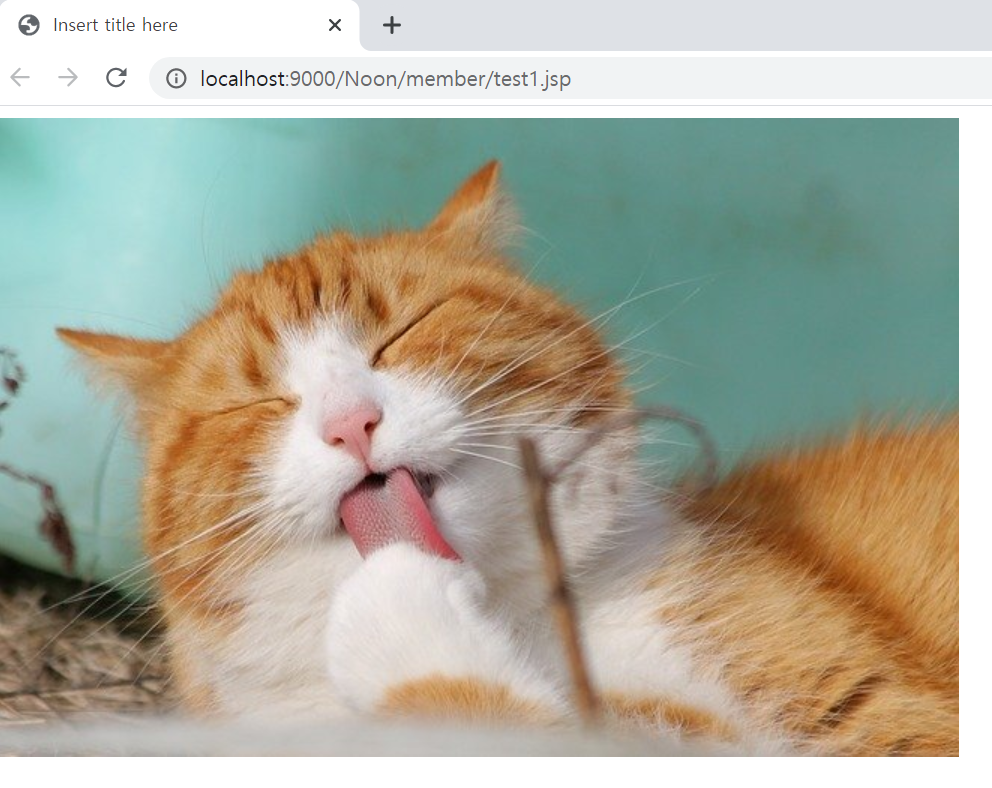 Insert title here
localhost:9000/Noon/member/test1.jsp